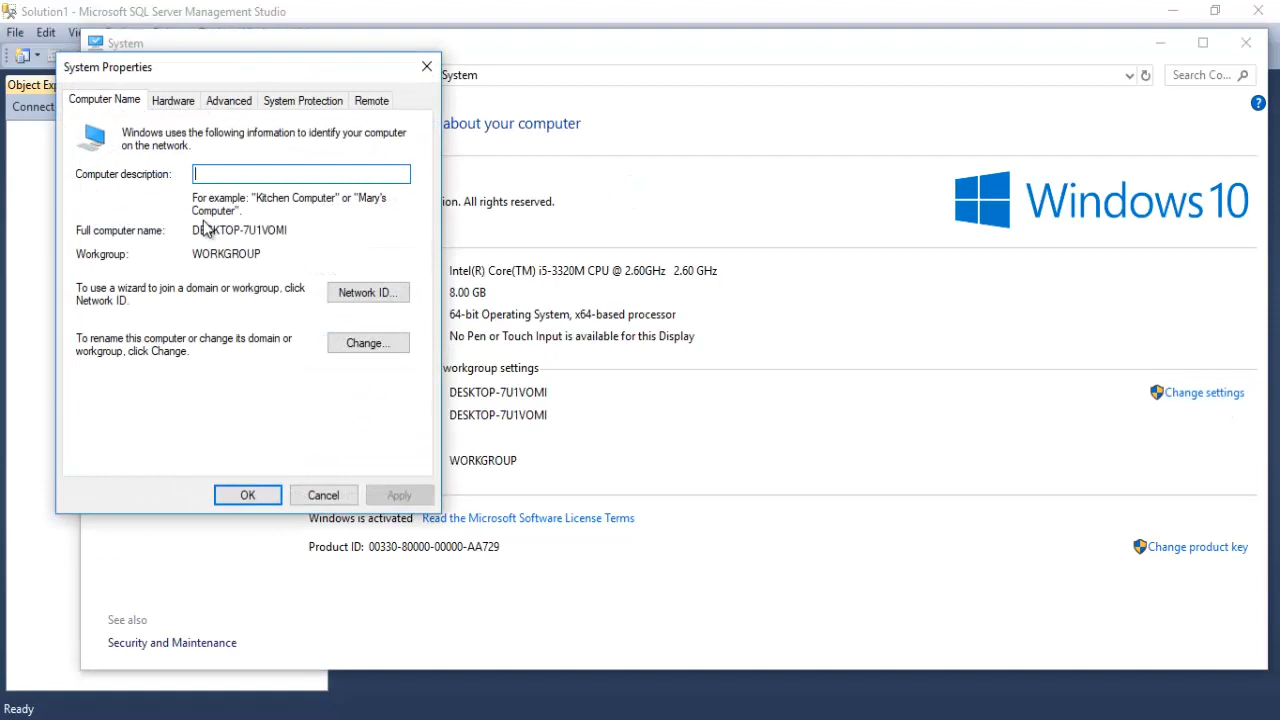 Solution1 - Microsoft SQL Server Management Studio
File Edit
System
System Properties
Object
Connect
System
Search Co...
Computer Name Hardware Advanced System Protection Remote
about your computer
Windows uses the following information to identify your computer
on the network.
Computer description:
For example: "Kitchen Computer" or "Mary's
Computer".
ion. All rights reserved.
Windows 10
Full computer name: DESKTOP-7U1VOMI
Workgroup: WORKGROUP
Intel(R) Core(TM) i5-3320M CPU @ 2.60GHz 2.60 GHz
8.00 GB
64-bit Operating System, x64-based processor
No Pen or Touch Input is available for this Display
To use a wizard to join a domain or workgroup, click
Network ID.
Network ID...
To rename this computer or change its domain or
workgroup, click Change.
Change...
workgroup settings
DESKTOP-7U1VOMI
Change settings
DESKTOP-7U1VOMI
WORKGROUP
OK Cancel Apply
Windows is activated Read the Microsoft Software License Terms
Product ID: 00330-80000-00000-AA729
Change product key
See also
Security and Maintenance
Ready